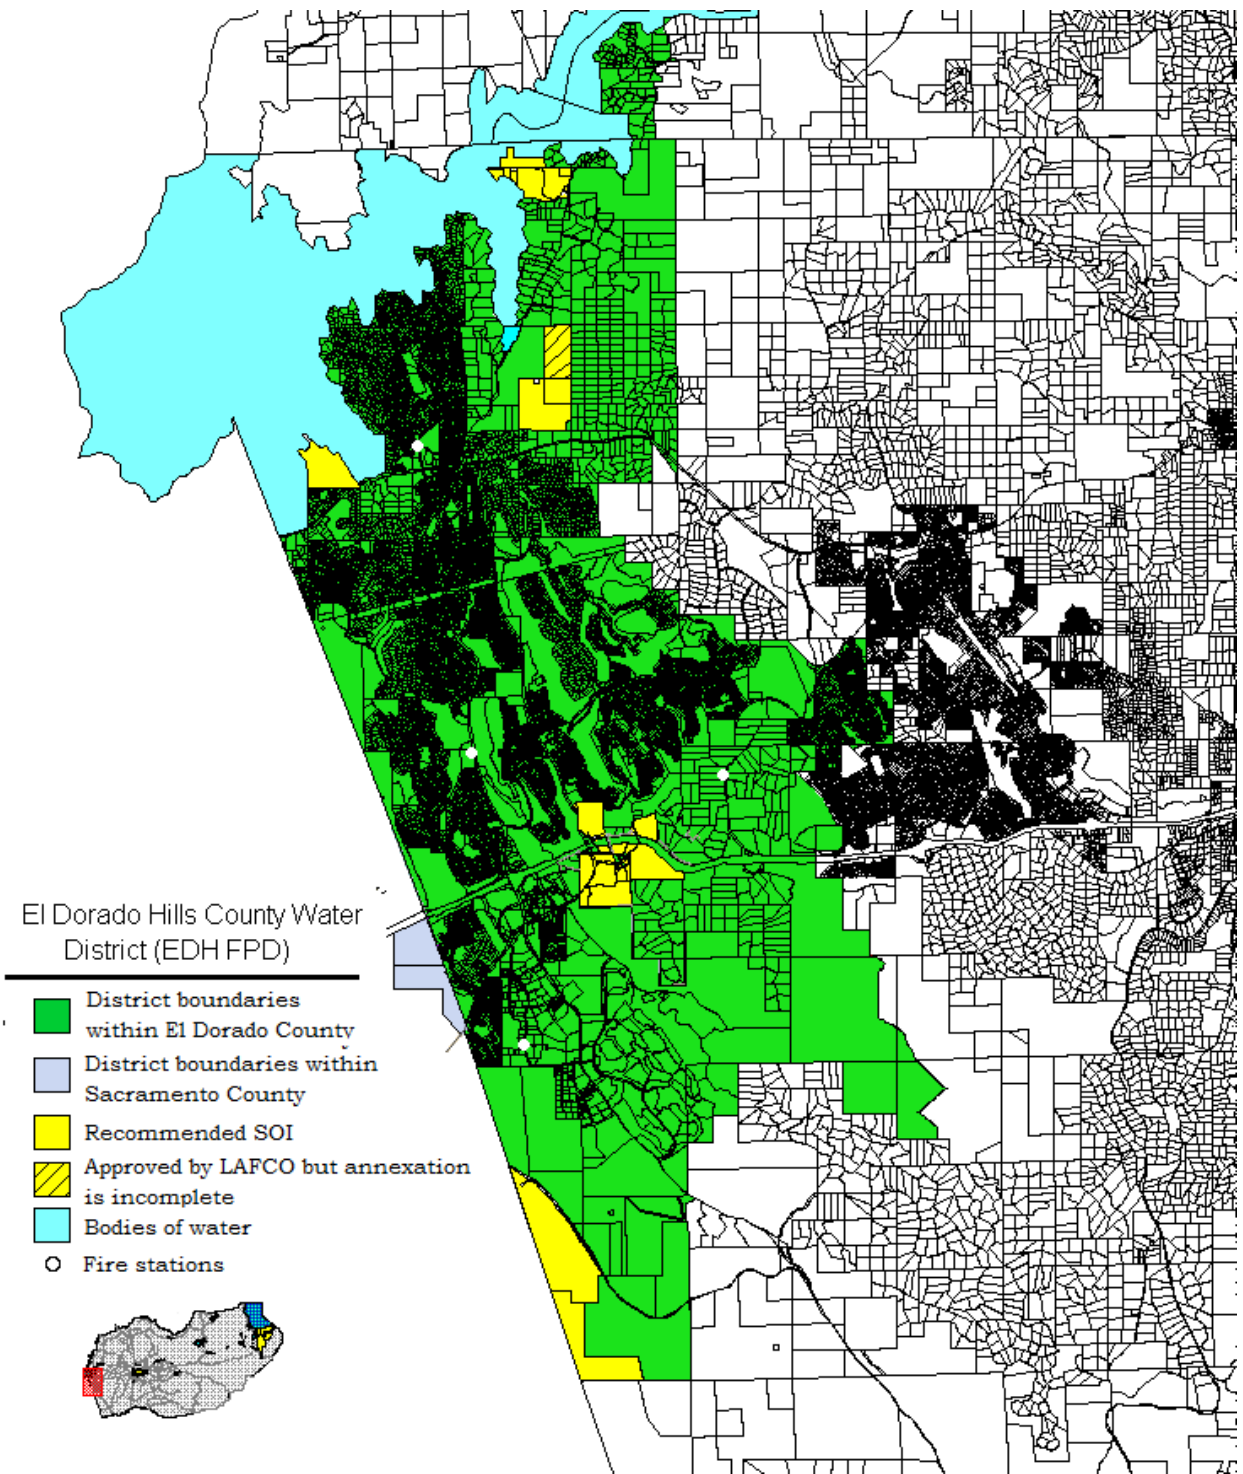 El Dorado Hills County Water
District (EDH FPD)
District boundaries
within El Dorado County
District boundaries within
Sacramento County
Recommended SOI
Approved by LAFCO but annexation
is incomplete
Bodies of water
Fire stations